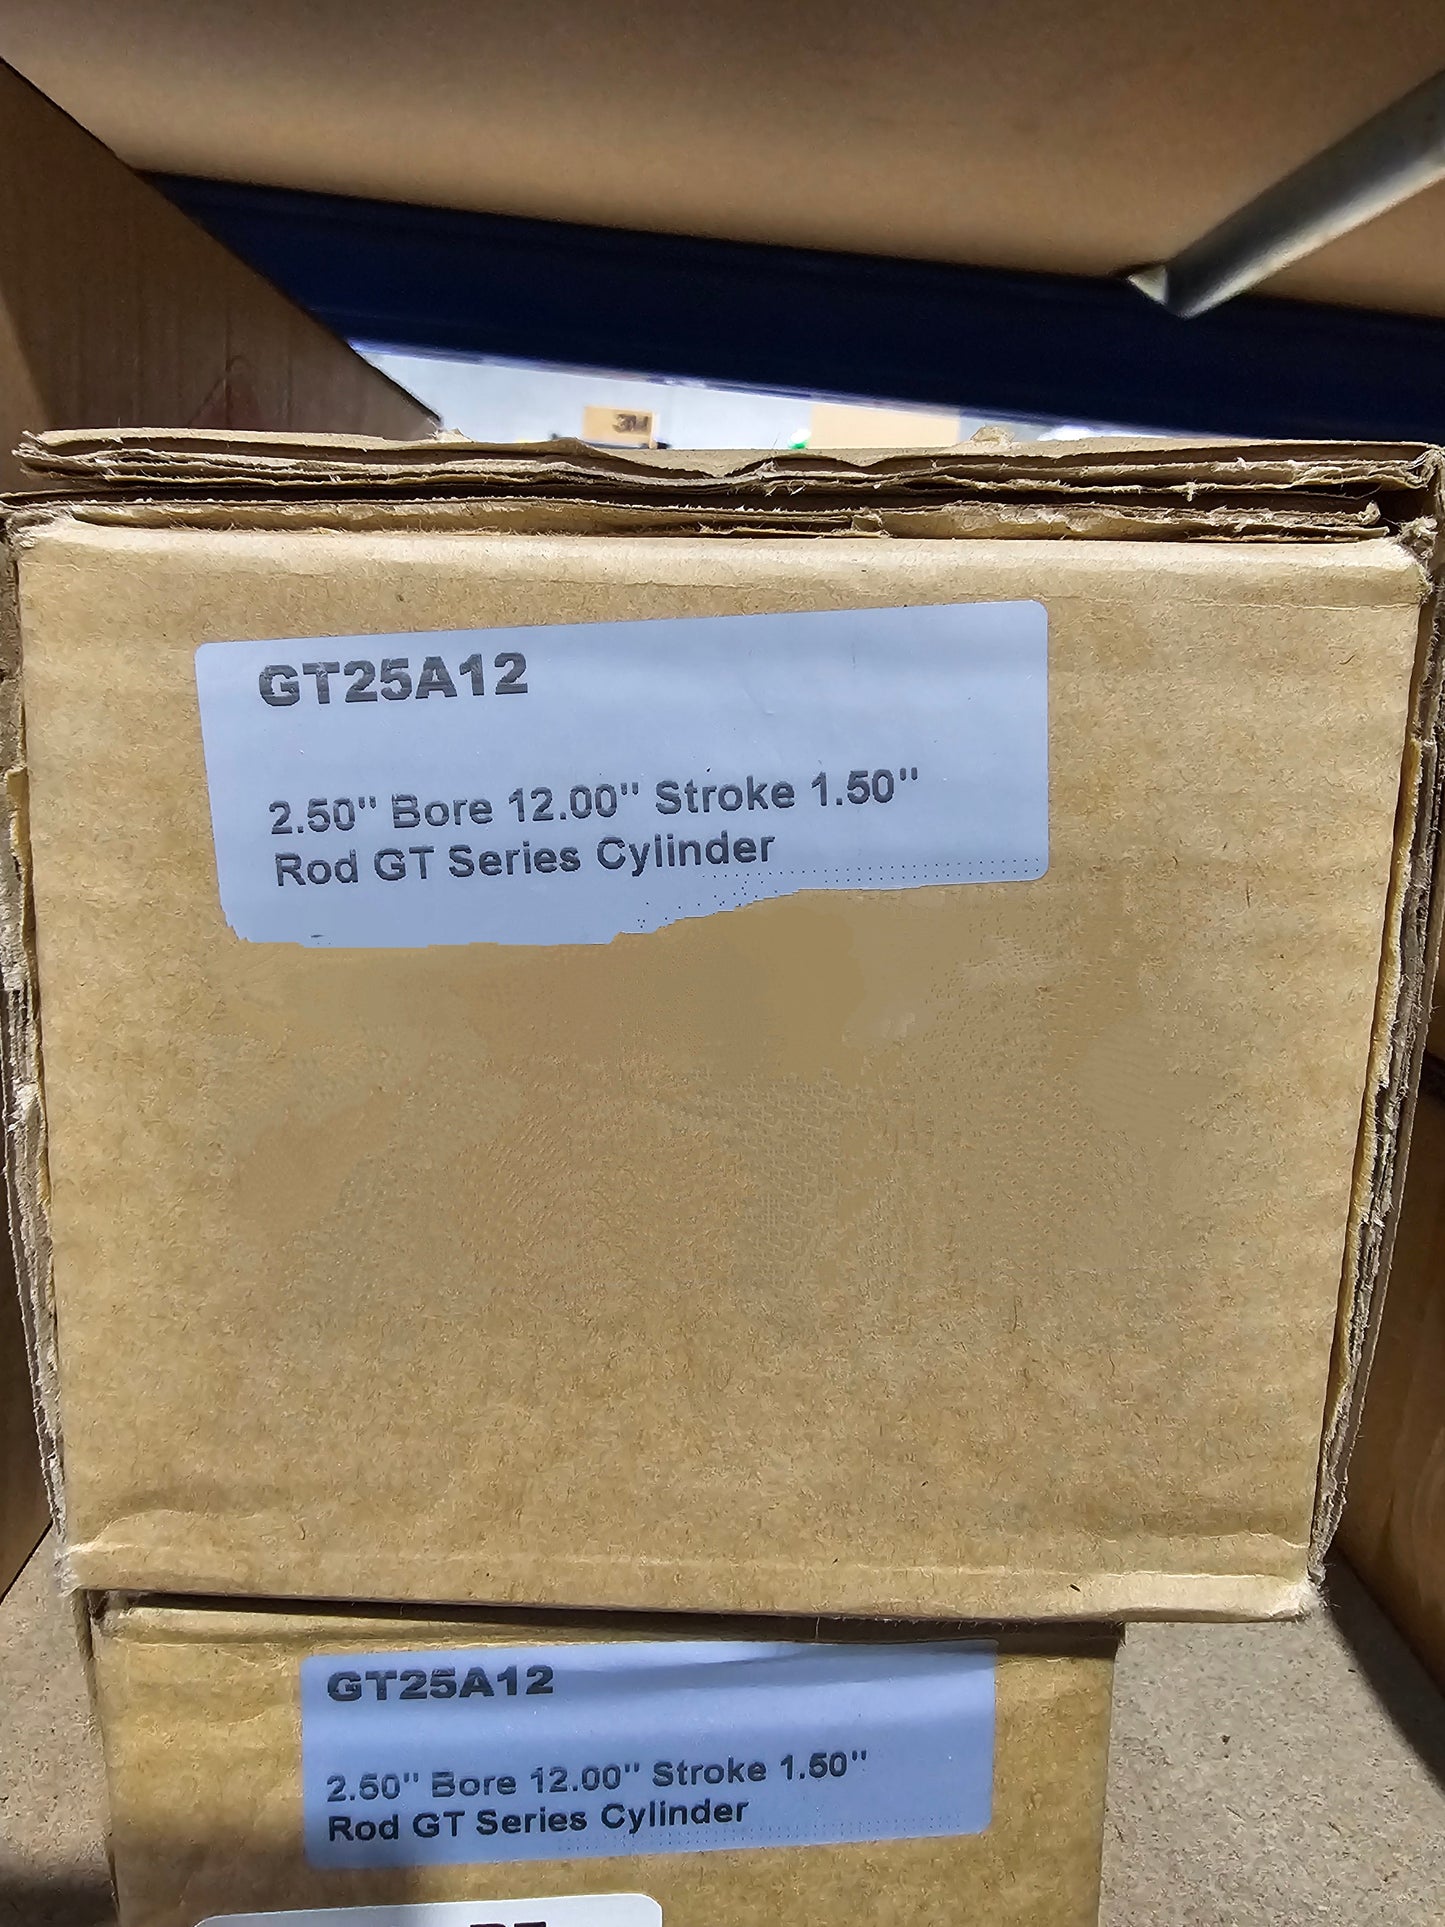 3M
GT25A12
2.50" Bore 12.00" Stroke 1.50"
Rod GT Series Cylinder
GT25A12
2.50" Bore 12.00" Stroke 1.50"
Rod GT Series Cylinder